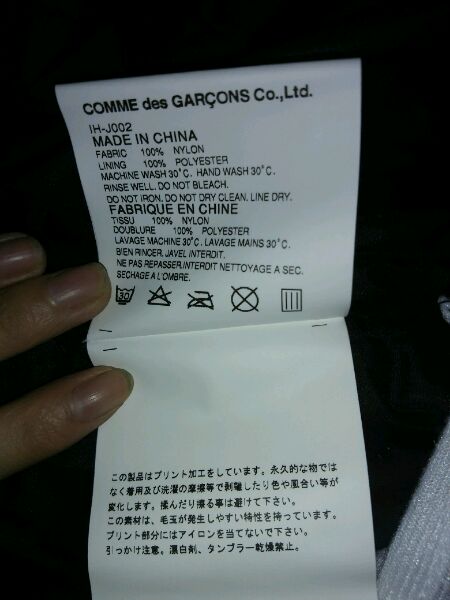 COMME des GARÇONS Co.,Ltd.
IH-J002
MADE IN CHINA
FABRIC 100% NYLON
LINING 100% POLYESTER
MACHINE WASH 30°C. HAND WASH 30°C.
RINSE WELL. DO NOT BLEACH.
DO NOT IRON. DO NOT DRY CLEAN. LINE DRY.
FABRIQUE EN CHINE
TISSU 100% NYLON
DOUBLURE 100% POLYESTER
LAVAGE MACHINE 30°C. LAVAGE MAINS 30°C.
BIEN RINCER. JAVEL INTERDIT.
NE PAS REPASSER.INTERDIT NETTOYAGE A SEC.
SECHAGE A L'OMBRE.
30
この製品はプリント加工をしています。永久的な物では
なく着用及び洗濯の摩擦等で剥離したり色や風合い等が
変化します。揉んだり擦る事は避けて下さい。
この素材は、毛玉が発生しやすい特性を持っています。
プリント部分にはアイロンを当てないで下さい。
引っかけ注意。漂白剤、タンブラー乾燥禁止。